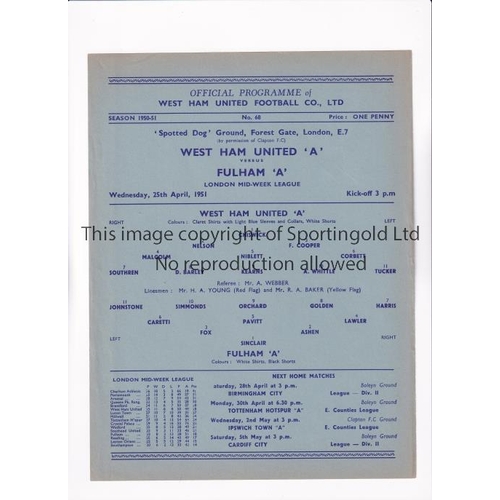 OFFICIAL PROGRAMME of
WEST HAM UNITED FOOTBALL CO., LTD
SEASON 1950-51 No. 68 Price: ONE PENNY
'Spotted Dog' Ground, Forest Gate, London, E.7
(by permission of Clapton F.C)
WEST HAM UNITED 'A'
VERSUS
FULHAM 'A'
LONDON MID-WEEK LEAGUE
Wednesday, 25th April, 1951 Kick-off 3 p.m
WEST HAM UNITED 'A'
RIGHT Colours: Claret Shirts with Light Blue Sleeves and Collars, White Shorts LEFT
This image copyright of Sportingold Ltd
No reproduction allowed
NELSON F. COOPER
MALCOLM NIBLETT CORBETT
SOUTHREN D. BARLEY KEARNS A. WHITTLE TUCKER
Referee: Mr. A. WEBBER
Linesmen: Mr. H. A. YOUNG (Red Flag) and Mr. R. A. BAKER (Yellow Flag)
11 10 9 8 7
JOHNSTONE SIMMONDS ORCHARD GOLDEN HARRIS
6 5 4
CABETTI PAVITT LAWLER
3 2
FOX ASHEN
LEFT 1 RIGHT
SINCLAIR
FULHAM 'A'
Colours: White Shirts, Black Shorts
LONDON MID-WEEK LEAGUE
NEXT HOME MATCHES
Saturday, 28th April at 3 p.m. Boleyn Ground
BIRMINGHAM CITY League — Div. II
Monday, 30th April at 6.30 p.m. Boleyn Ground
TOTTENHAM HOTSPUR 'A' E. Counties League
Wednesday, 2nd May at 3 p.m. Clapton F.C Ground
IPSWICH TOWN 'A' E. Counties League
Saturday, 5th May at 3 p.m. Boleyn Ground
CARDIFF CITY League — Div. II